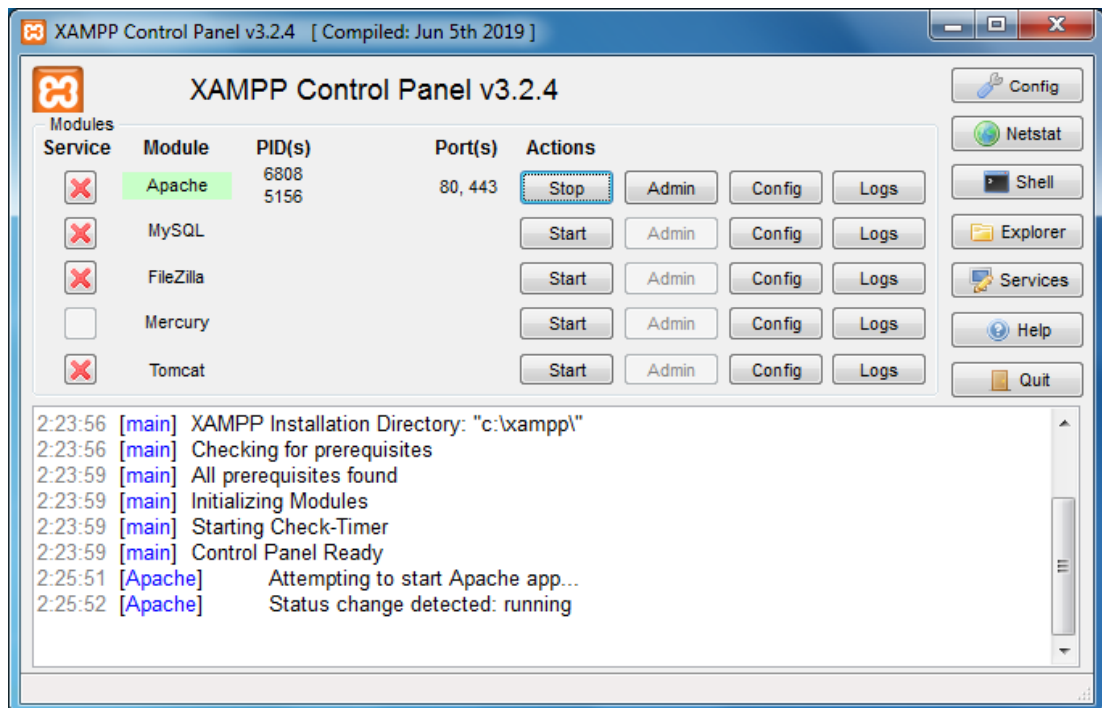 XAMPP Control Panel v3.2.4 [ Compiled: Jun 5th 2019 ]
XAMPP Control Panel v3.2.4
Config
Modules
Service Module PID(s) Port(s) Actions
Netstat
Apache 6808 5156 80, 443 Stop Admin Config Logs
Shell
MySQL Start Admin Config Logs
Explorer
FileZilla Start Admin Config Logs
Services
Mercury Start Admin Config Logs
Help
Tomcat Start Admin Config Logs
Quit
2:23:56 [main] XAMPP Installation Directory: "c:\xampp\"
2:23:56 [main] Checking for prerequisites
2:23:59 [main] All prerequisites found
2:23:59 [main] Initializing Modules
2:23:59 [main] Starting Check-Timer
2:23:59 [main] Control Panel Ready
2:25:51 [Apache] Attempting to start Apache app...
2:25:52 [Apache] Status change detected: running